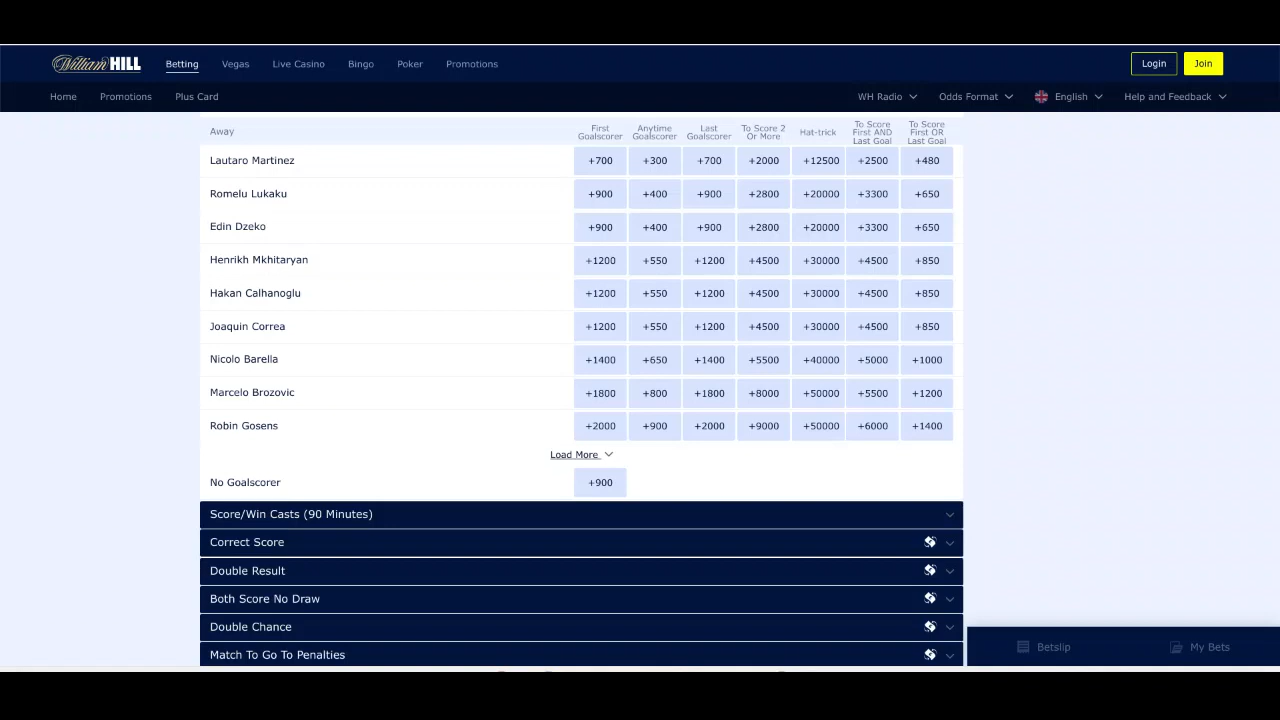 William HILL Betting Vegas Live Casino Bingo Poker Promotions Login Join
Home Promotions Plus Card WH Radio Odds Format English Help and Feedback
Away First Goalscorer Anytime Goalscorer Last Goalscorer To Score 2 Or More Hat-trick To Score First AND Last Goal To Score First OR Last Goal
Lautaro Martinez +700 +300 +700 +2000 +12500 +2500 +480
Romelu Lukaku +900 +400 +900 +2800 +20000 +3300 +650
Edin Dzeko +900 +400 +900 +2800 +20000 +3300 +650
Henrikh Mkhitaryan +1200 +550 +1200 +4500 +30000 +4500 +850
Hakan Calhanoglu +1200 +550 +1200 +4500 +30000 +4500 +850
Joaquin Correa +1200 +550 +1200 +4500 +30000 +4500 +850
Nicolo Barella +1400 +650 +1400 +5500 +40000 +5000 +1000
Marcelo Brozovic +1800 +800 +1800 +8000 +50000 +5500 +1200
Robin Gosens +2000 +900 +2000 +9000 +50000 +6000 +1400
Load More
No Goalscorer +900
Score/Win Casts (90 Minutes)
Correct Score
Double Result
Both Score No Draw
Double Chance
Match To Go To Penalties
Betslip My Bets